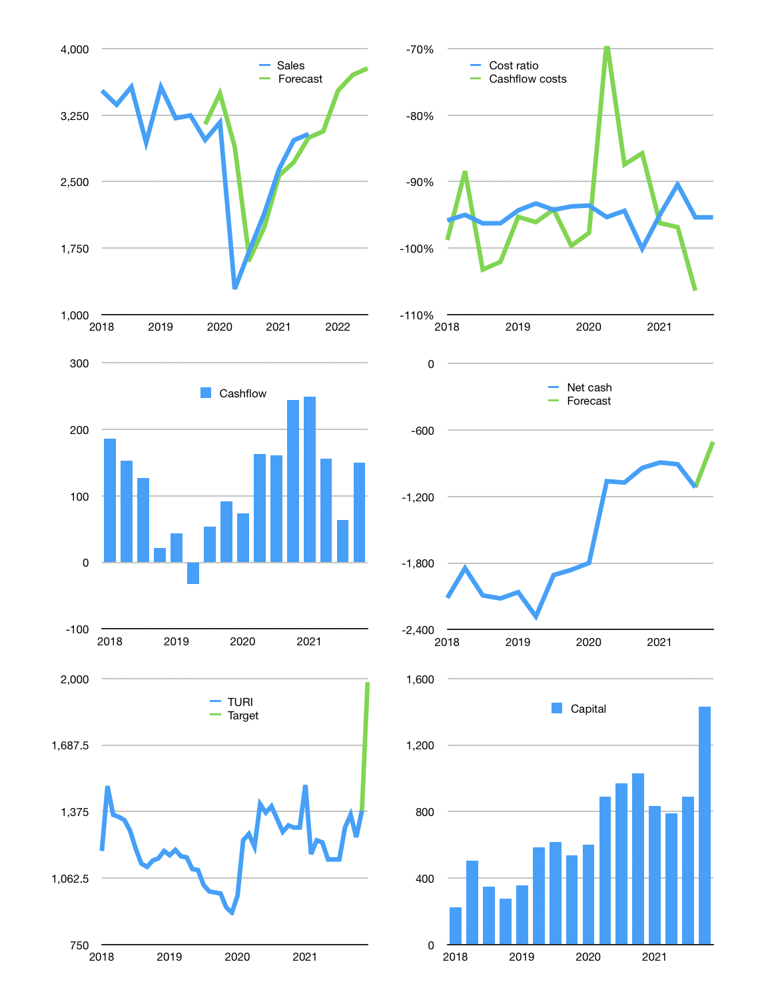 4,000
Sales
Forecast
3,250
2,500
1,750
1,000
2018 2019 2020 2021 2022
-70%
Cost ratio
Cashflow costs
-80%
-90%
-100%
-110%
2018 2019 2020 2021
300
Cashflow
200
100
0
-100
2018 2019 2020 2021
0
Net cash
Forecast
-600
-1,200
-1,800
-2,400
2018 2019 2020 2021
2,000
TURI
Target
1,687.5
1,375
1,062.5
750
2018 2019 2020 2021
1,600
Capital
1,200
800
400
0
2018 2019 2020 2021